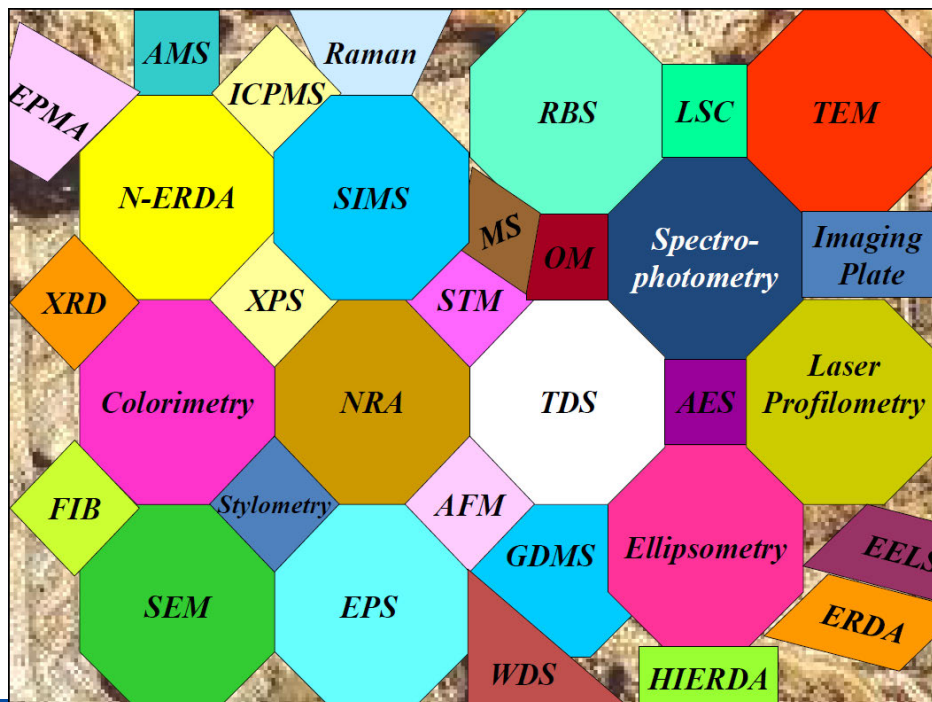 AMS
Raman
EPMA
ICPMS
RBS
LSC
TEM
N-ERDA
SIMS
MS
OM
Spectro-
photometry
Imaging
Plate
XRD
XPS
STM
Colorimetry
NRA
TDS
AES
Laser
Profilometry
FIB
Stylometry
AFM
GDMS
Ellipsometry
EELS
SEM
EPS
ERDA
WDS
HIERDA